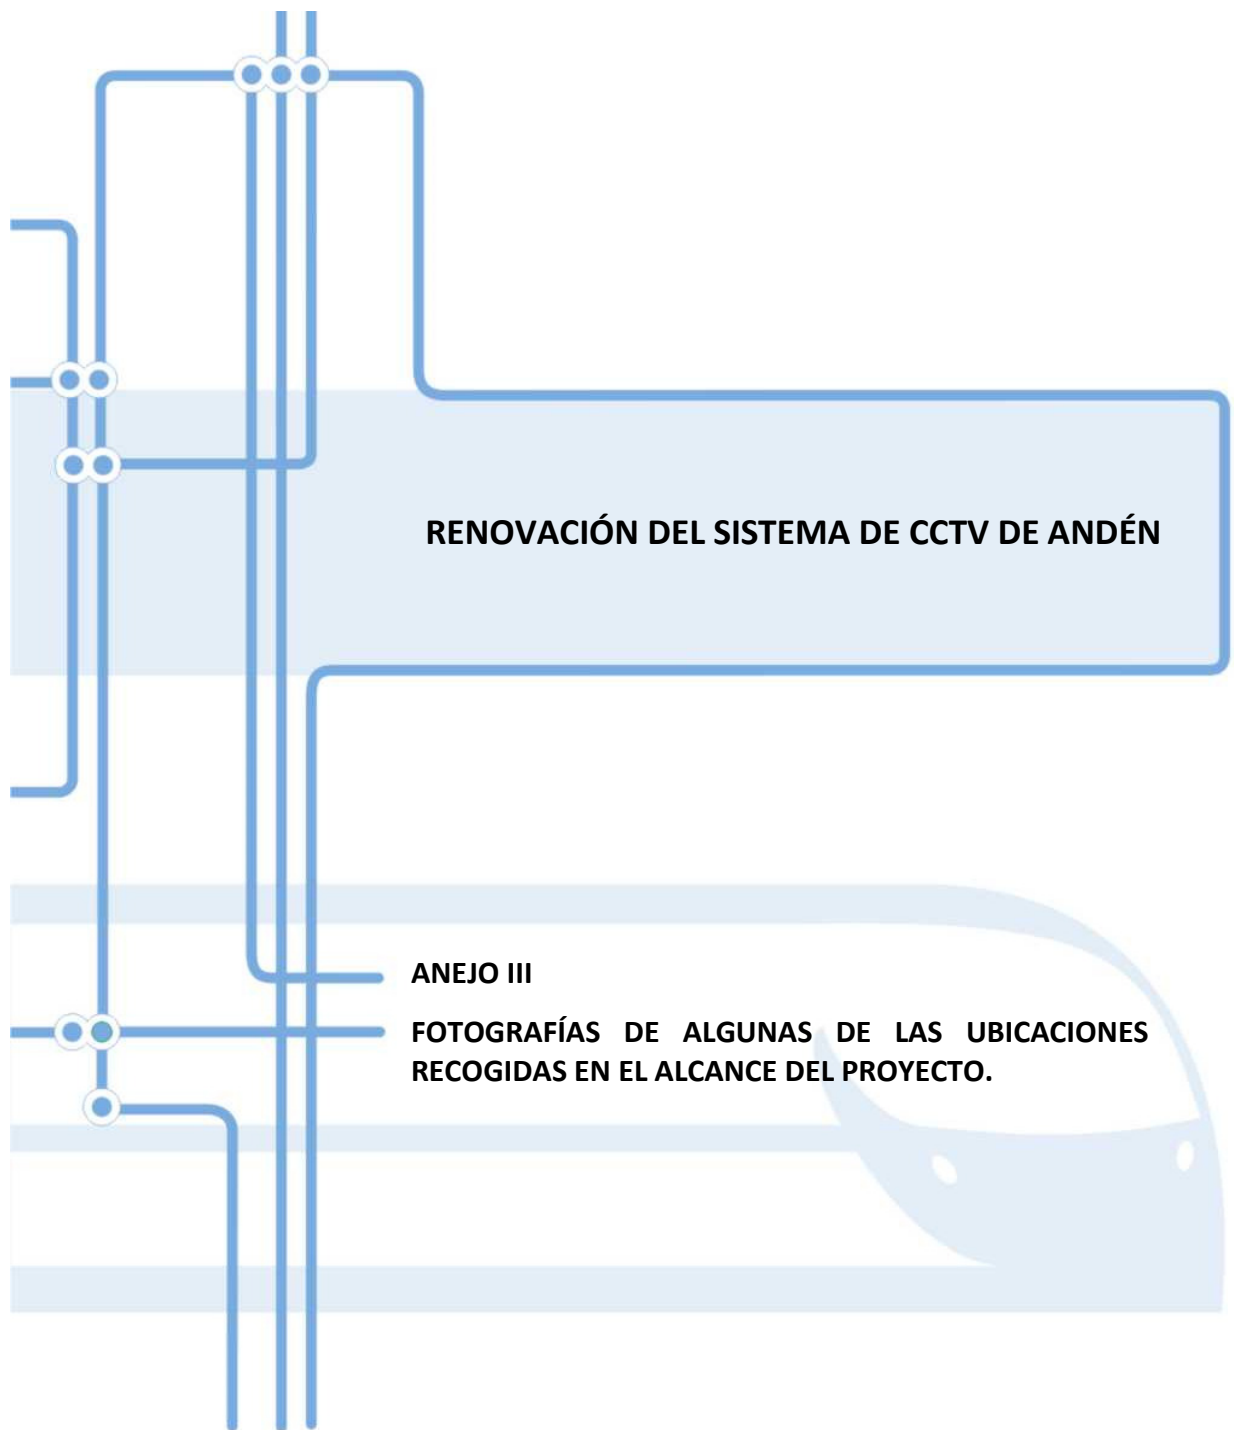 RENOVACIÓN DEL SISTEMA DE CCTV DE ANDÉN
ANEJO III
FOTOGRAFÍAS DE ALGUNAS DE LAS UBICACIONES
RECOGIDAS EN EL ALCANCE DEL PROYECTO.